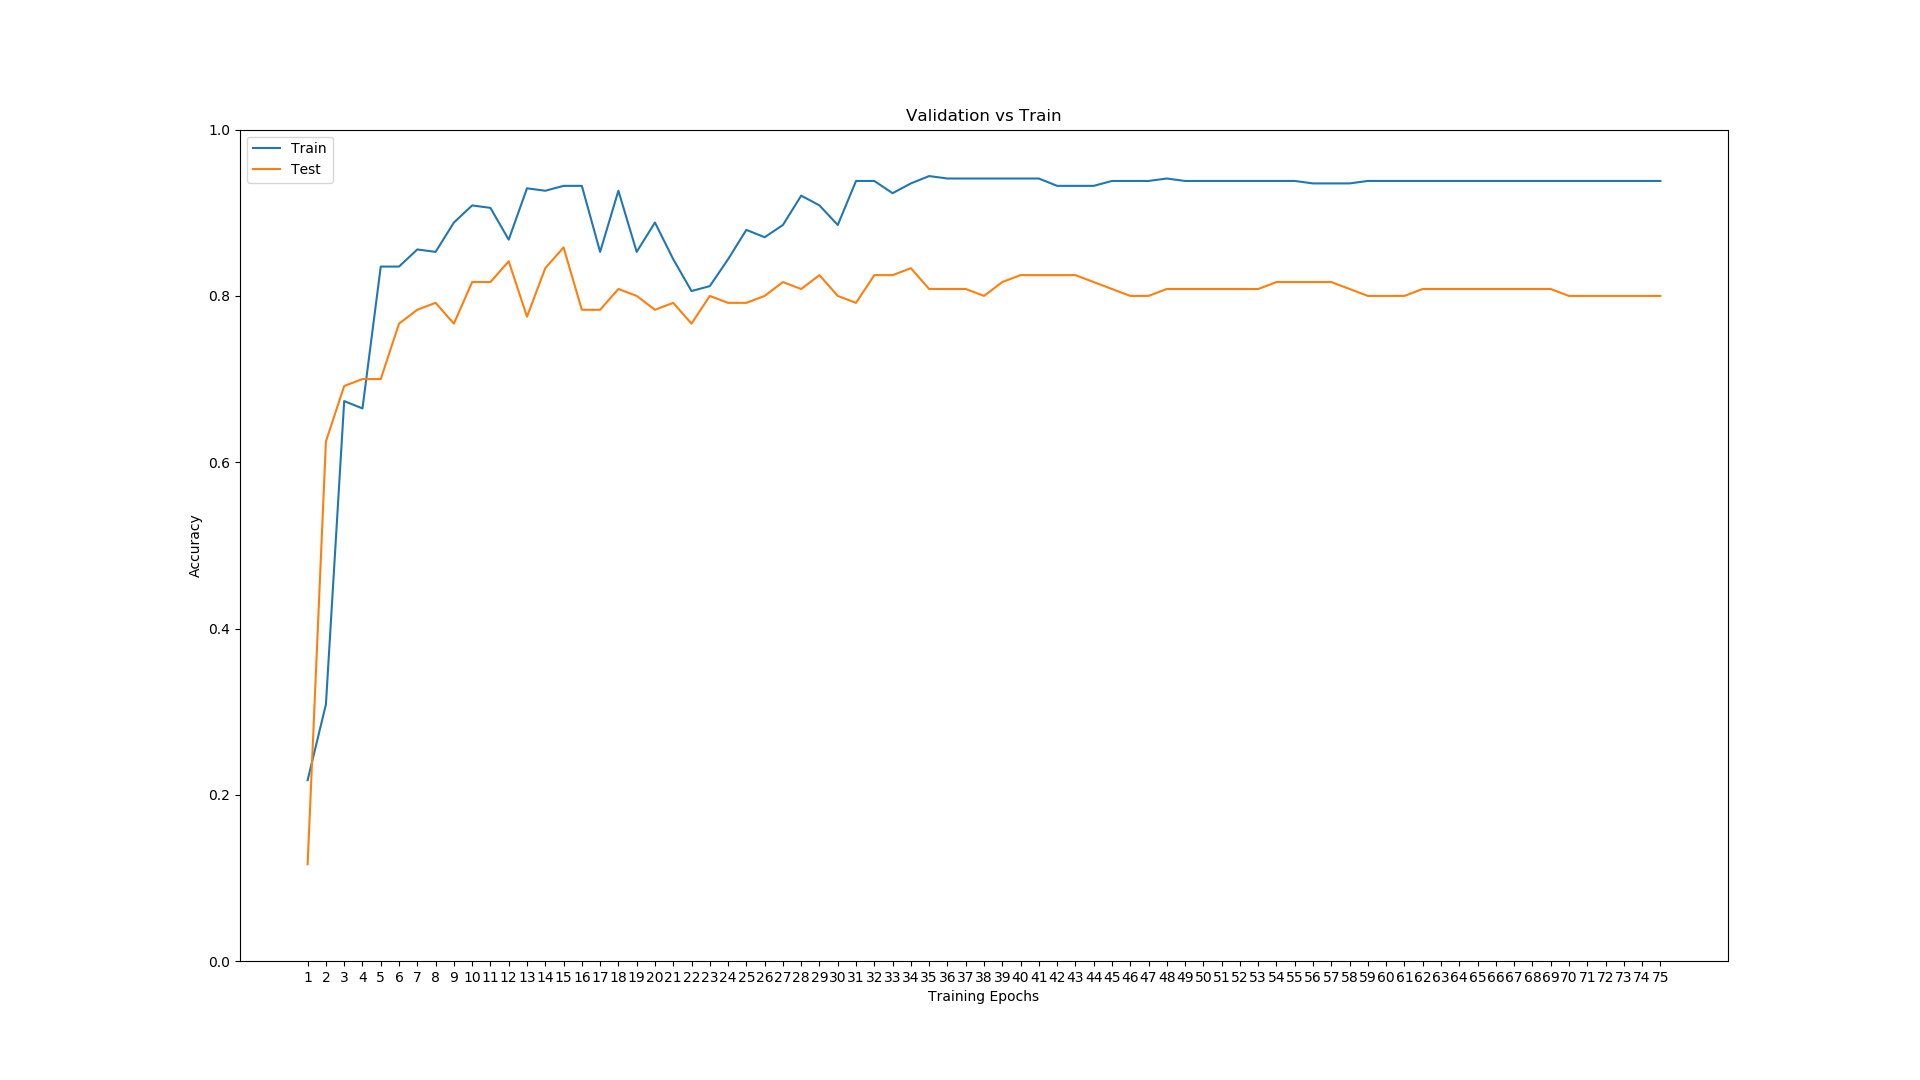 Validation vs Train
1.0
Train
Test
0.8
0.6
Accuracy
0.4
0.2
0.0
1 2 3 4 5 6 7 8 9 10 11 12 13 14 15 16 17 18 19 20 21 22 23 24 25 26 27 28 29 30 31 32 33 34 35 36 37 38 39 40 41 42 43 44 45 46 47 48 49 50 51 52 53 54 55 56 57 58 59 60 61 62 63 64 65 66 67 68 69 70 71 72 73 74 75
Training Epochs